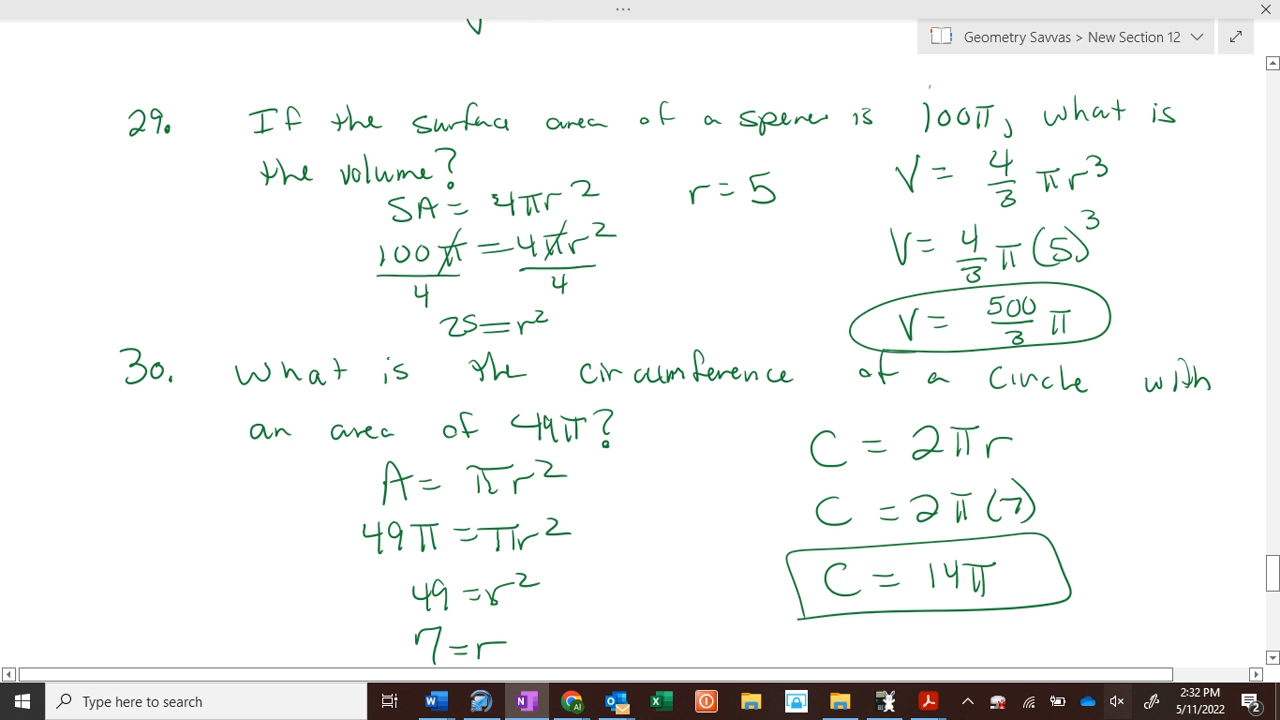 Geometry Savvas > New Section 12
29. If the surface area of a spere is 100π, what is
the volume?
SA = 4πr²
r = 5
V = 4/3 πr³
100π = 4πr²
4 4
V = 4/3 π (5)³
25 = r²
V = 500/3 π
30. What is the circumference of a circle with
an area of 49π?
A = πr²
C = 2πr
49π = πr²
C = 2π(7)
49 = r²
C = 14π
7 = r
Type here to search
2:32 PM
5/11/2022
2